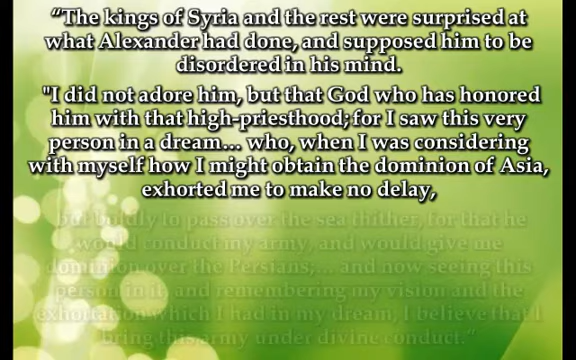 “The kings of Syria and the rest were surprised at
what Alexander had done, and supposed him to be
disordered in his mind.
"I did not adore him, but that God who has honored
him with that high-priesthood; for I saw this very
person in a dream… who, when I was considering
with myself how I might obtain the dominion of Asia,
exhorted me to make no delay,
but boldly to pass over the sea thither, for that he
would conduct my army, and would give me
dominion over the Persians;… and now seeing this
person in it, and remembering my vision and the
exhortation which I had in my dream; I believe that I
bring this army under divine conduct.“